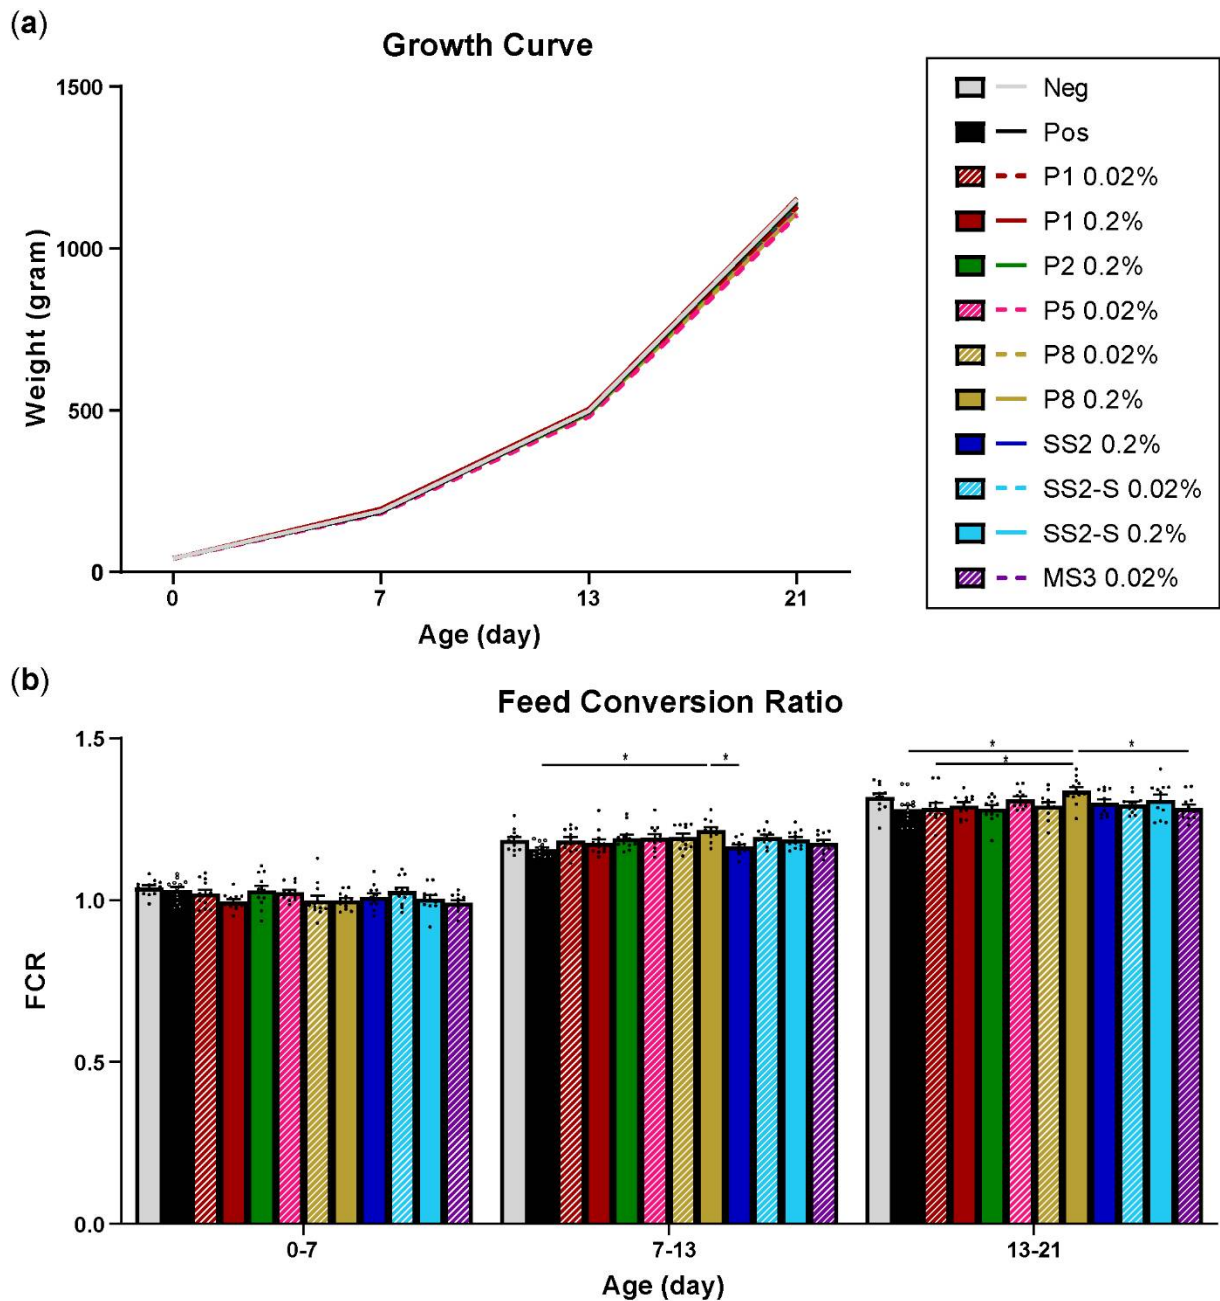 (a)
Growth Curve
1500
1000
500
0
Weight (gram)
0 7 13 21
Age (day)
Neg
Pos
P1 0.02%
P1 0.2%
P2 0.2%
P5 0.02%
P8 0.02%
P8 0.2%
SS2 0.2%
SS2-S 0.02%
SS2-S 0.2%
MS3 0.02%
(b)
Feed Conversion Ratio
1.5
1.0
0.5
0.0
FCR
* * * * *
0-7 7-13 13-21
Age (day)